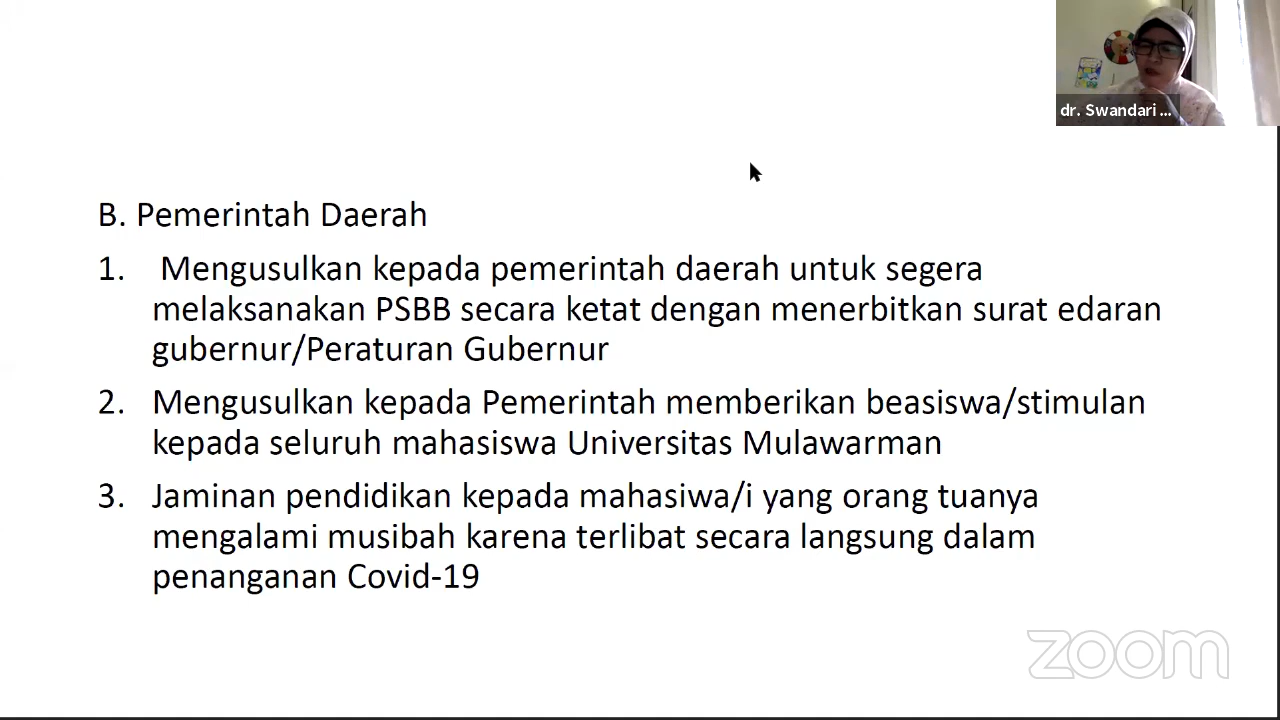 dr. Swandari ...
B. Pemerintah Daerah
1. Mengusulkan kepada pemerintah daerah untuk segera
melaksanakan PSBB secara ketat dengan menerbitkan surat edaran
gubernur/Peraturan Gubernur
2. Mengusulkan kepada Pemerintah memberikan beasiswa/stimulan
kepada seluruh mahasiswa Universitas Mulawarman
3. Jaminan pendidikan kepada mahasiwa/i yang orang tuanya
mengalami musibah karena terlibat secara langsung dalam
penanganan Covid-19
zoom